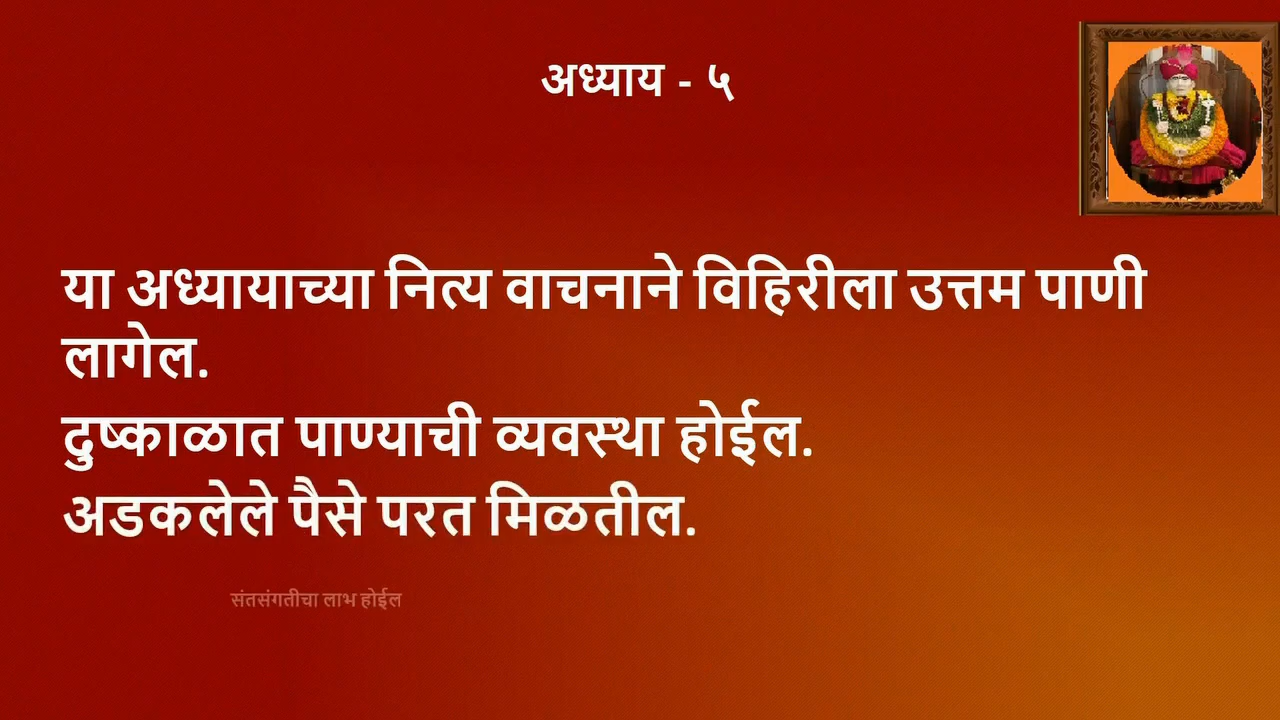 अध्याय - ५
या अध्यायाच्या नित्य वाचनाने विहिरीला उत्तम पाणी
लागेल.
दुष्काळात पाण्याची व्यवस्था होईल.
अडकलेले पैसे परत मिळतील.
संतसंगतीचा लाभ होईल